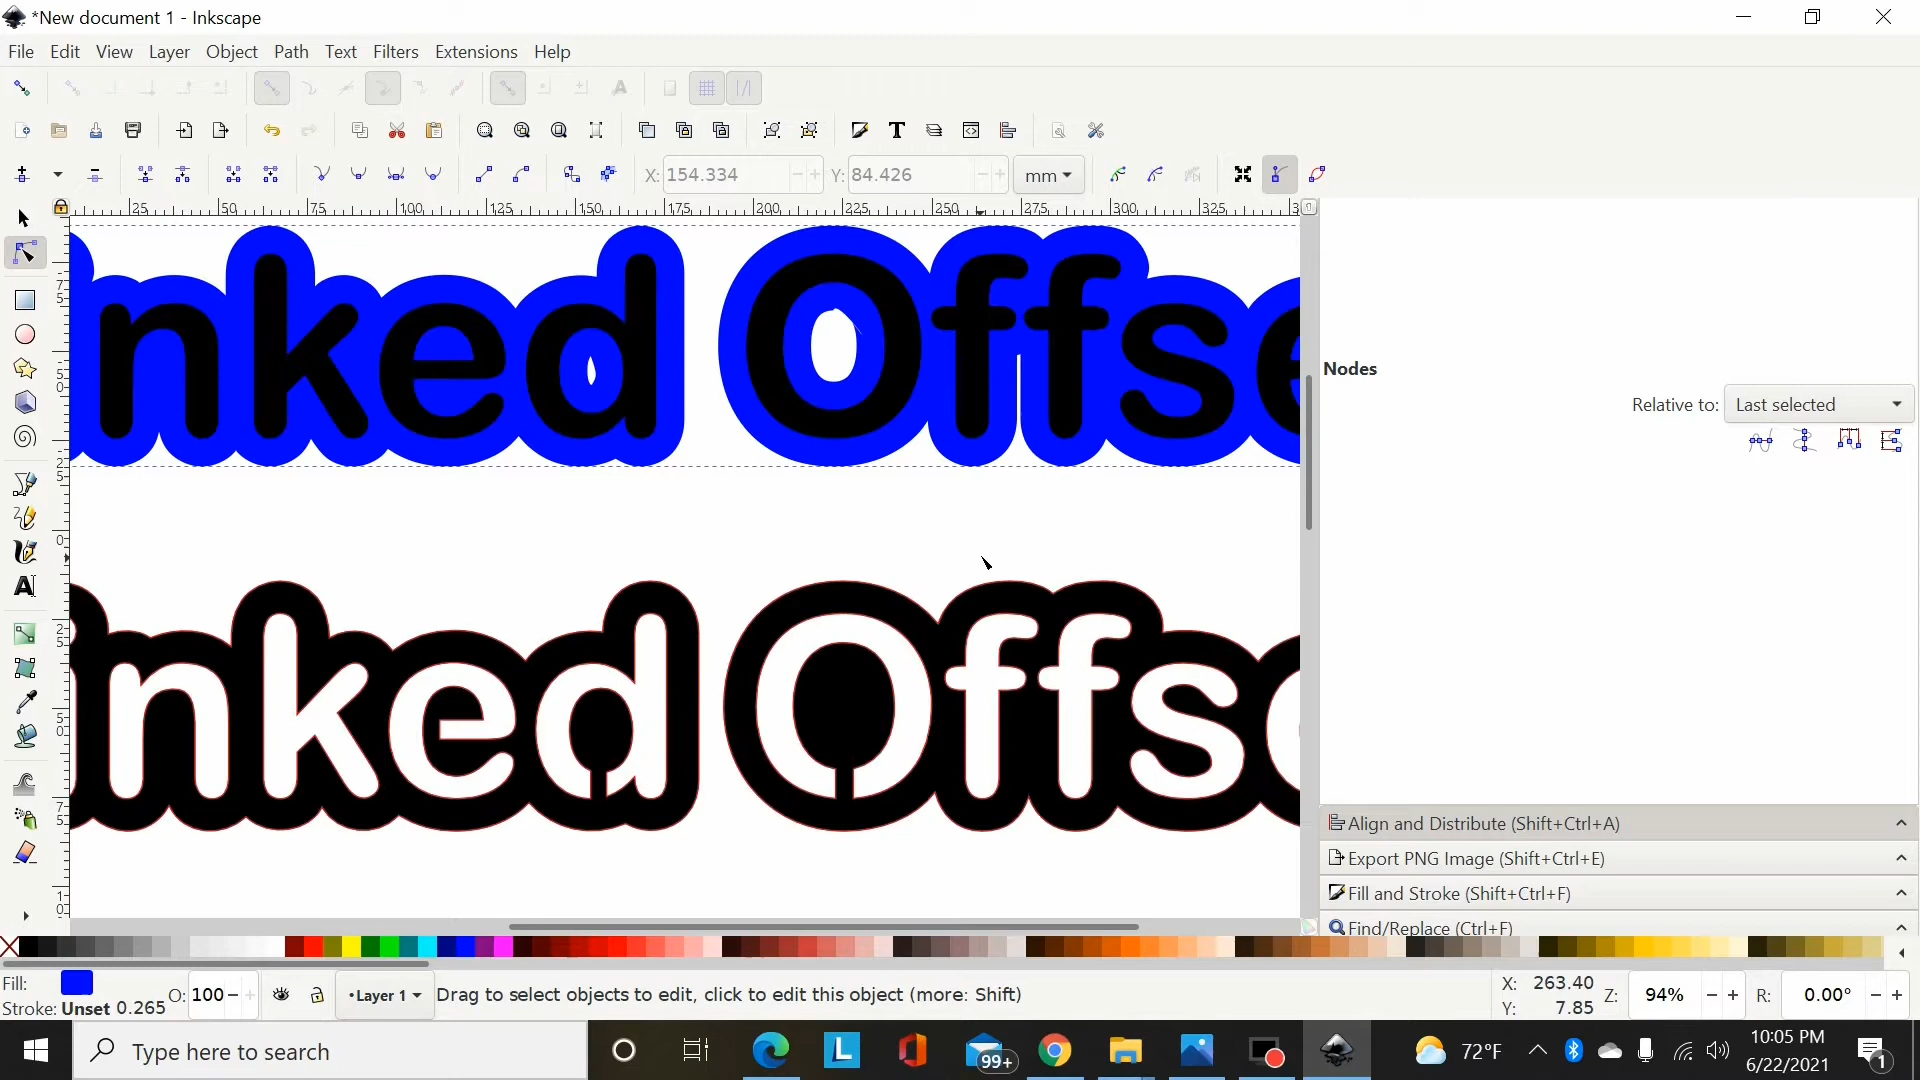 *New document 1 - Inkscape
File Edit View Layer Object Path Text Filters Extensions Help
X: 154.334 Y: 84.426 mm
25 50 75 100 125 150 175 200 225 250 275 300 325
nked Offse
Nodes
Relative to: Last selected
nked Offse
Align and Distribute (Shift+Ctrl+A)
Export PNG Image (Shift+Ctrl+E)
Fill and Stroke (Shift+Ctrl+F)
Find/Replace (Ctrl+F)
Fill:
Stroke: Unset 0.265 O: 100 •Layer 1 Drag to select objects to edit, click to edit this object (more: Shift)
X: 263.40
Y: 7.85 Z: 94% R: 0.00°
Type here to search
L
99+
72°F
10:05 PM
6/22/2021
1